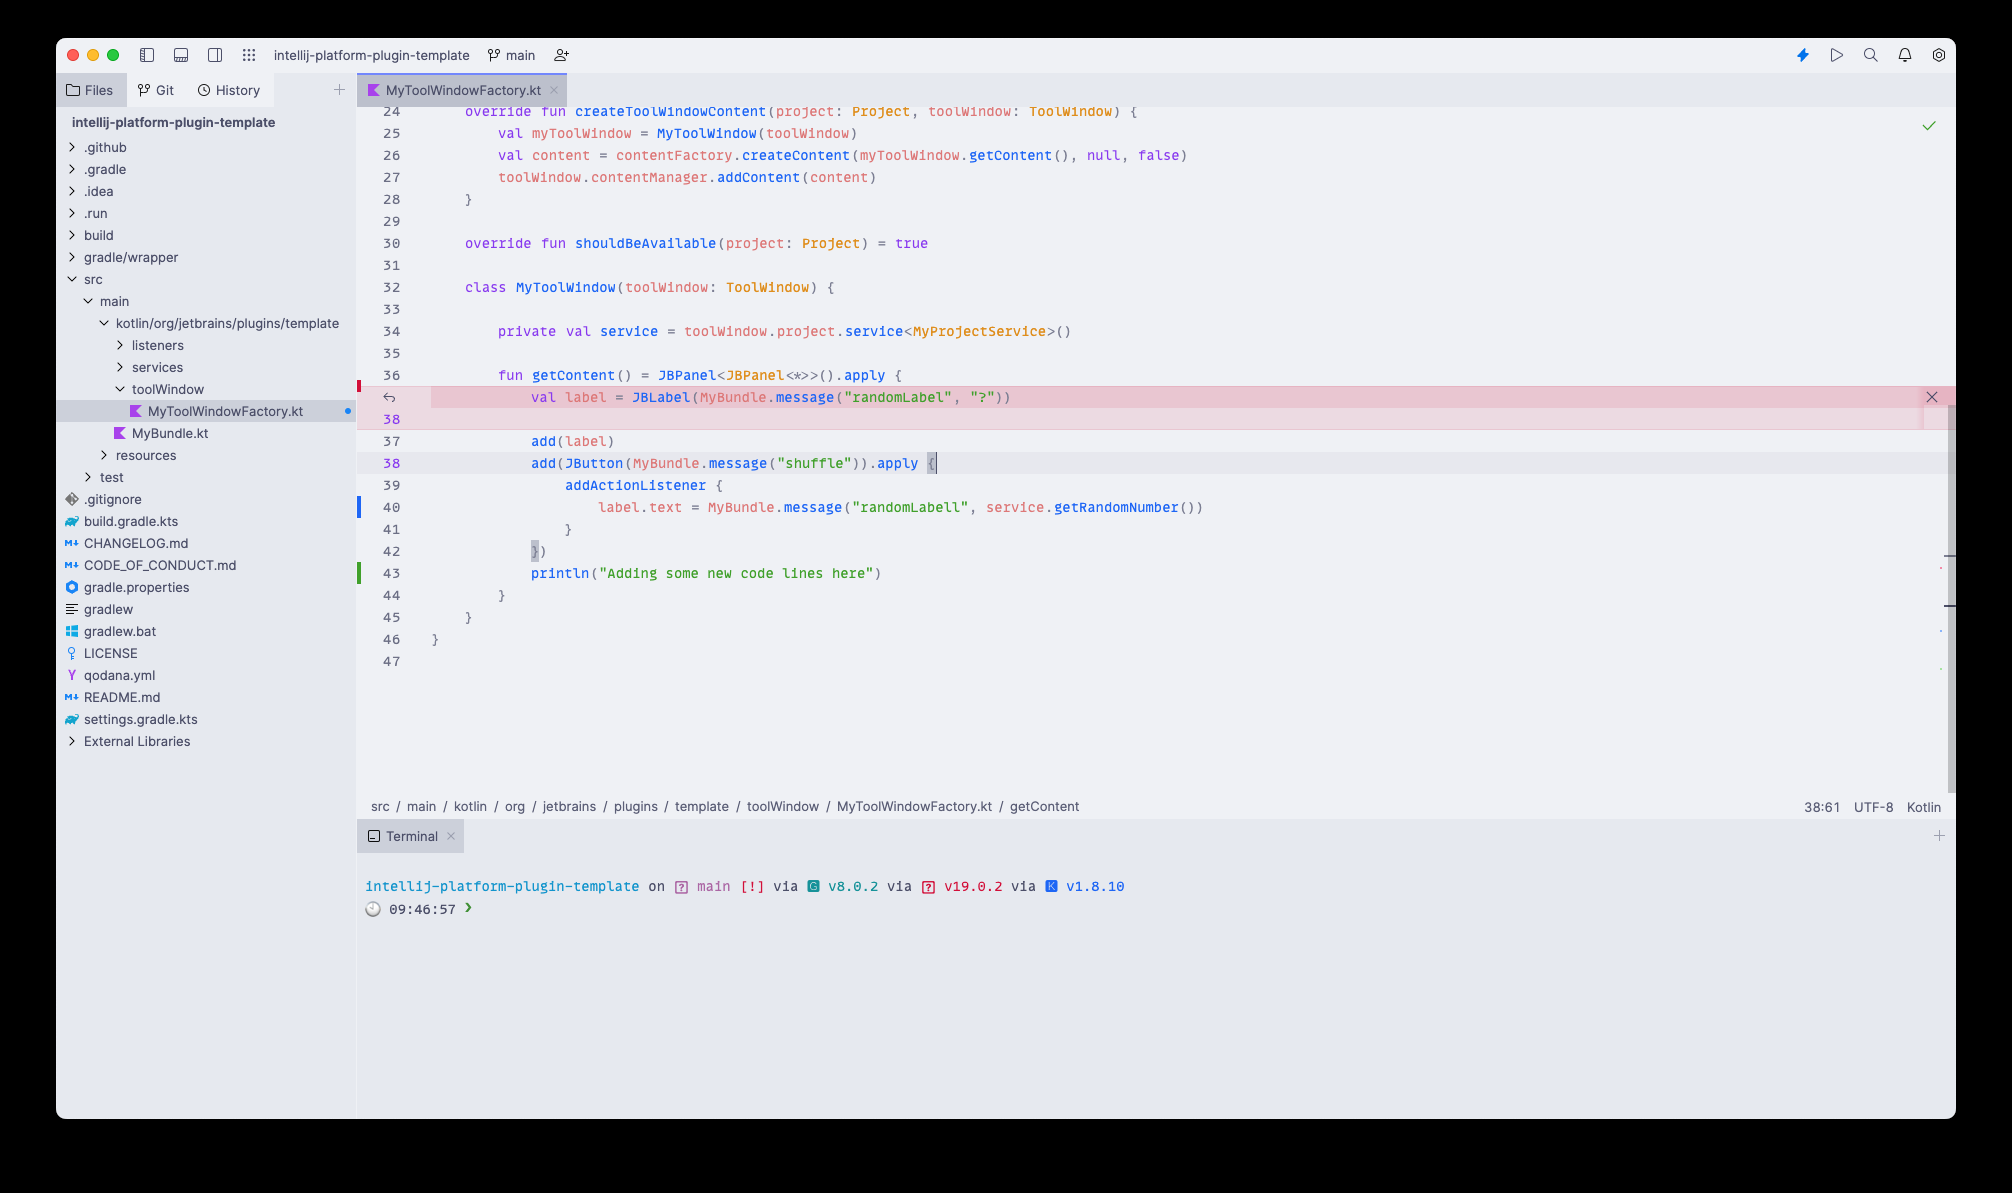 intellij-platform-plugin-template main
Files Git History
MyToolWindowFactory.kt
intellij-platform-plugin-template
.github
.gradle
.idea
.run
build
gradle/wrapper
src
main
kotlin/org/jetbrains/plugins/template
listeners
services
toolWindow
MyToolWindowFactory.kt
MyBundle.kt
resources
test
.gitignore
build.gradle.kts
CHANGELOG.md
CODE_OF_CONDUCT.md
gradle.properties
gradlew
gradlew.bat
LICENSE
qodana.yml
README.md
settings.gradle.kts
External Libraries
24 override fun createToolWindowContent(project: Project, toolWindow: ToolWindow) {
25 val myToolWindow = MyToolWindow(toolWindow)
26 val content = contentFactory.createContent(myToolWindow.getContent(), null, false)
27 toolWindow.contentManager.addContent(content)
28 }
29
30 override fun shouldBeAvailable(project: Project) = true
31
32 class MyToolWindow(toolWindow: ToolWindow) {
33
34 private val service = toolWindow.project.service<MyProjectService>()
35
36 fun getContent() = JBPanel<JBPanel<*>>().apply {
val label = JBLabel(MyBundle.message("randomLabel", "?"))
38
37 add(label)
38 add(JButton(MyBundle.message("shuffle")).apply {
39 addActionListener {
40 label.text = MyBundle.message("randomLabell", service.getRandomNumber())
41 }
42 })
43 println("Adding some new code lines here")
44 }
45 }
46 }
47
src / main / kotlin / org / jetbrains / plugins / template / toolWindow / MyToolWindowFactory.kt / getContent 38:61 UTF-8 Kotlin
Terminal
intellij-platform-plugin-template on ? main [!] via G v8.0.2 via ? v19.0.2 via K v1.8.10
09:46:57 ❯